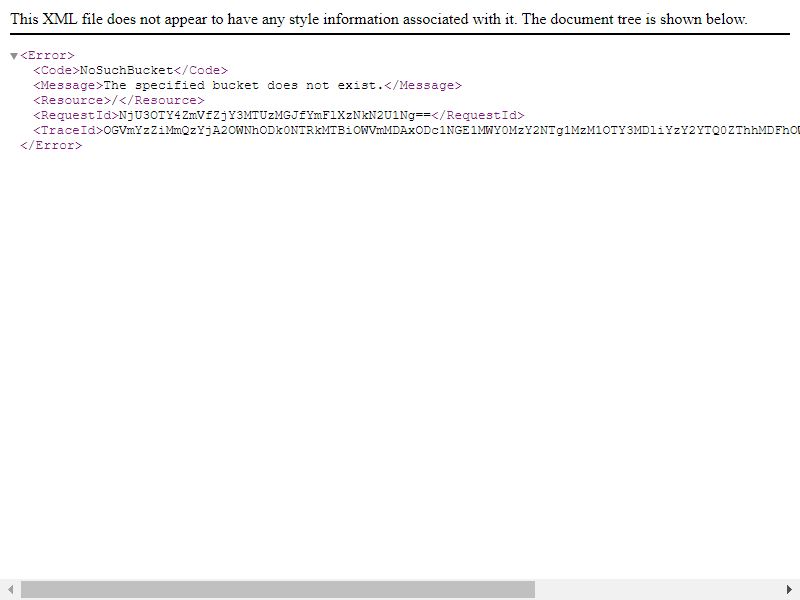 This XML file does not appear to have any style information associated with it. The document tree is shown below.
<Error>
<Code>NoSuchBucket</Code>
<Message>The specified bucket does not exist.</Message>
<Resource>/</Resource>
<RequestId>NjU3OTY4ZmVfZjY3MTUzMGJfYmFlXzNkN2U1Ng==</RequestId>
<TraceId>OGVmYzZiMmQzYjA2OWNhODk0NTRkMTBiOWVmMDAxODc1NGE1MWY0MzY2NTg1MzM1OTY3MDliYzY2YTQ0ZThhMDFhO
</Error>